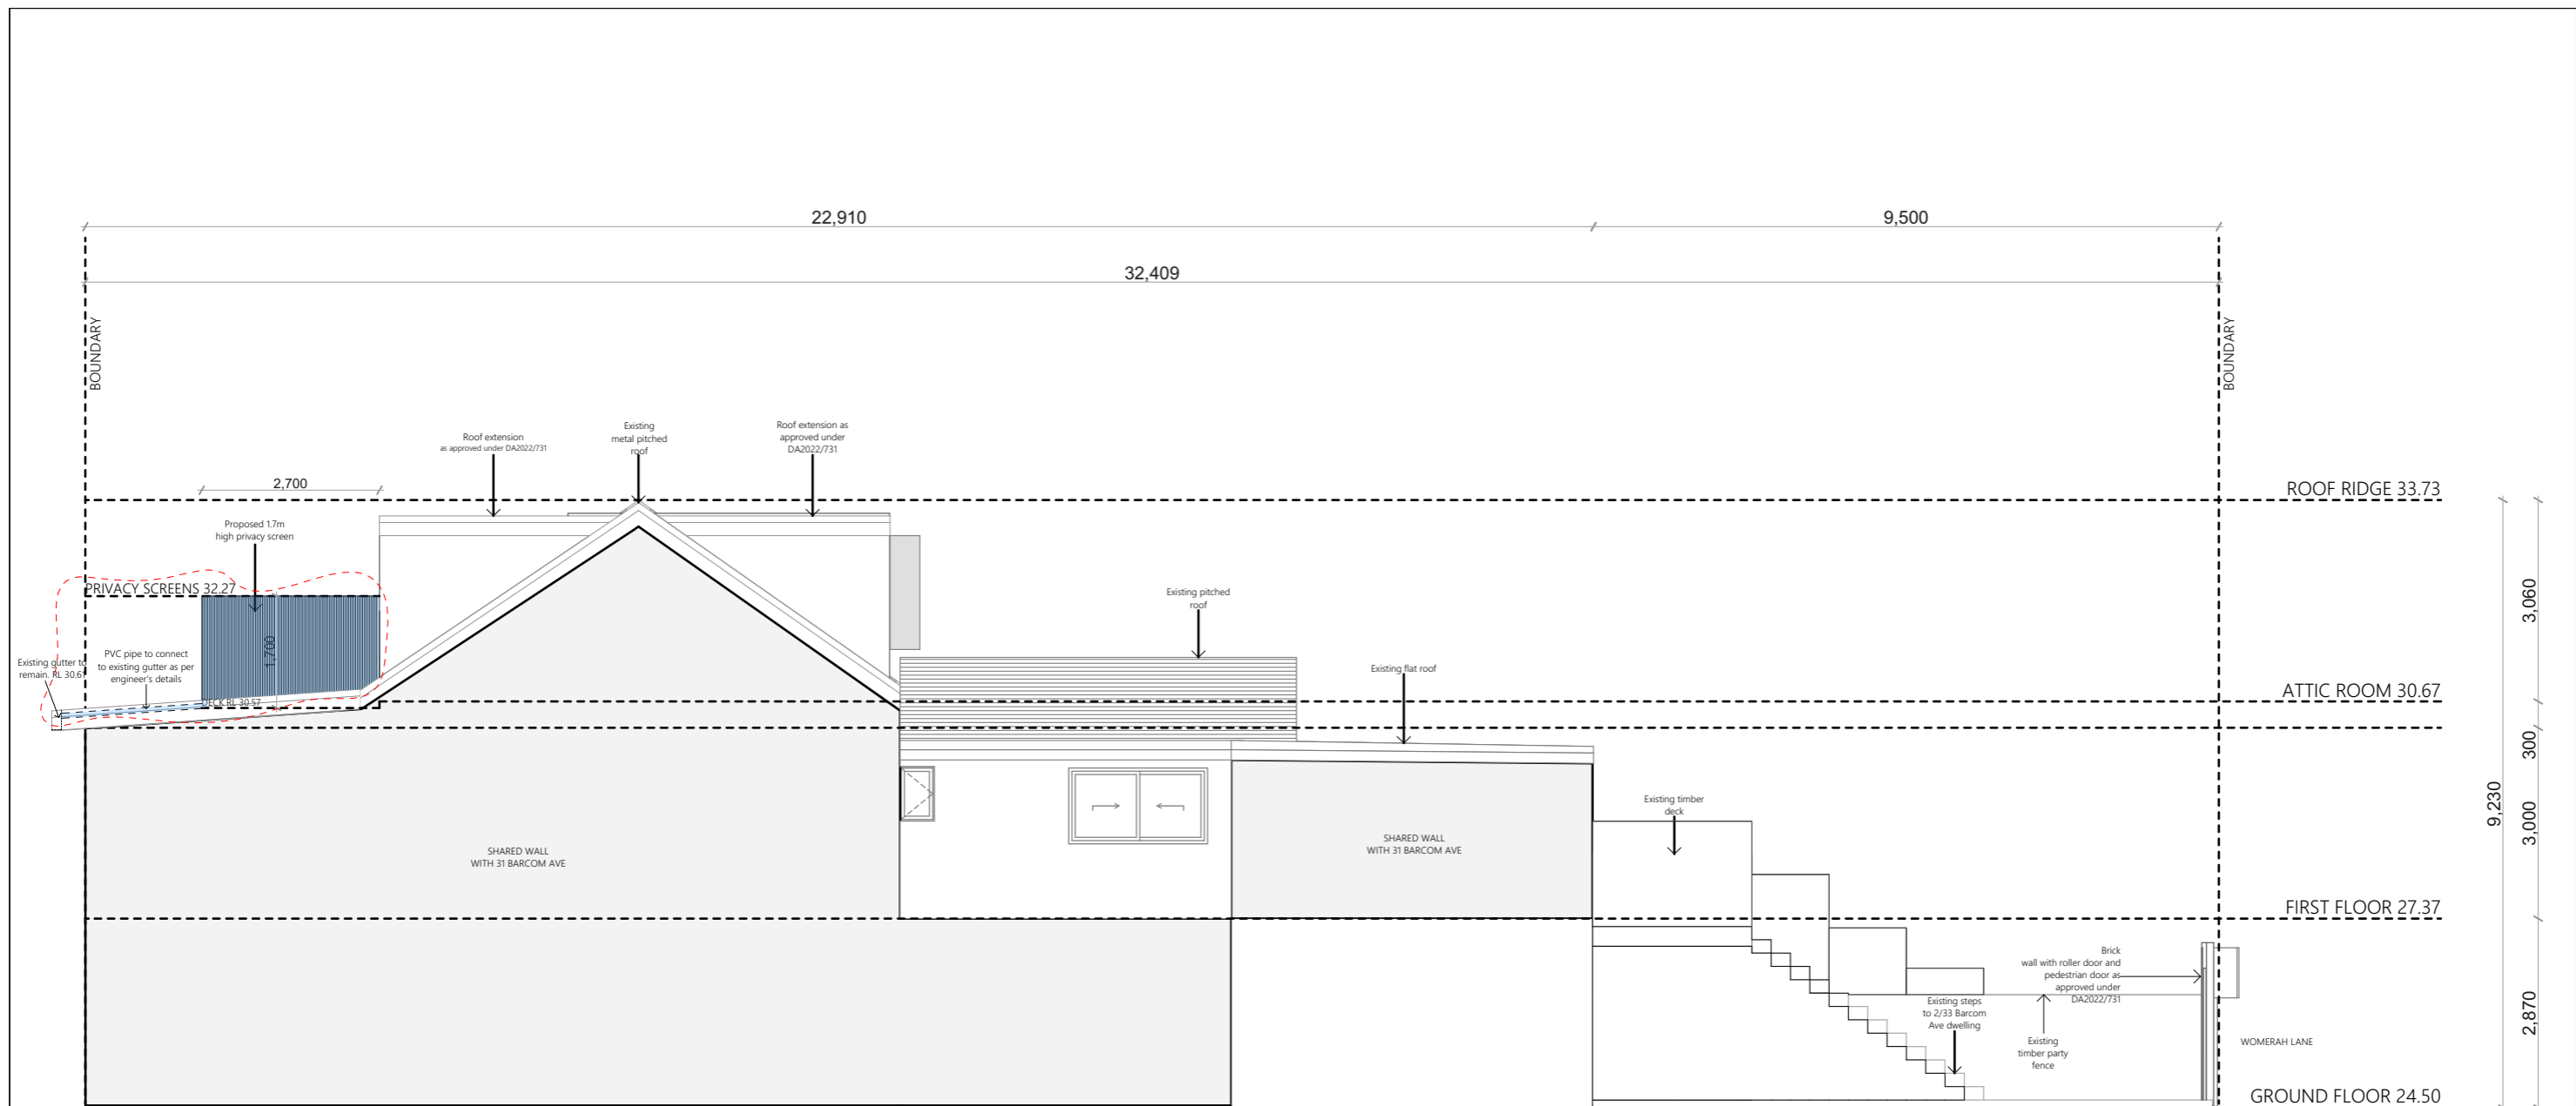 22,910
9,500
32,409
BOUNDARY
BOUNDARY
Roof extension
as approved under DA2022/731
Existing
metal pitched
roof
Roof extension as
approved under
DA2022/731
2,700
ROOF RIDGE 33.73
Proposed 1.7m
high privacy screen
PRIVACY SCREENS 32.27
Existing pitched
roof
3,060
1,700
Existing gutter to
remain. RL 30.61
PVC pipe to connect
to existing gutter as per
engineer's details
Existing flat roof
DECK RL 30.57
ATTIC ROOM 30.67
300
9,230
Existing timber
deck
3,000
SHARED WALL
WITH 31 BARCOM AVE
SHARED WALL
WITH 31 BARCOM AVE
FIRST FLOOR 27.37
Brick
wall with roller door and
pedestrian door as
approved under
DA2022/731
Existing steps
to 2/33 Barcom
Ave dwelling
2,870
Existing
timber party
fence
WOMERAH LANE
GROUND FLOOR 24.50